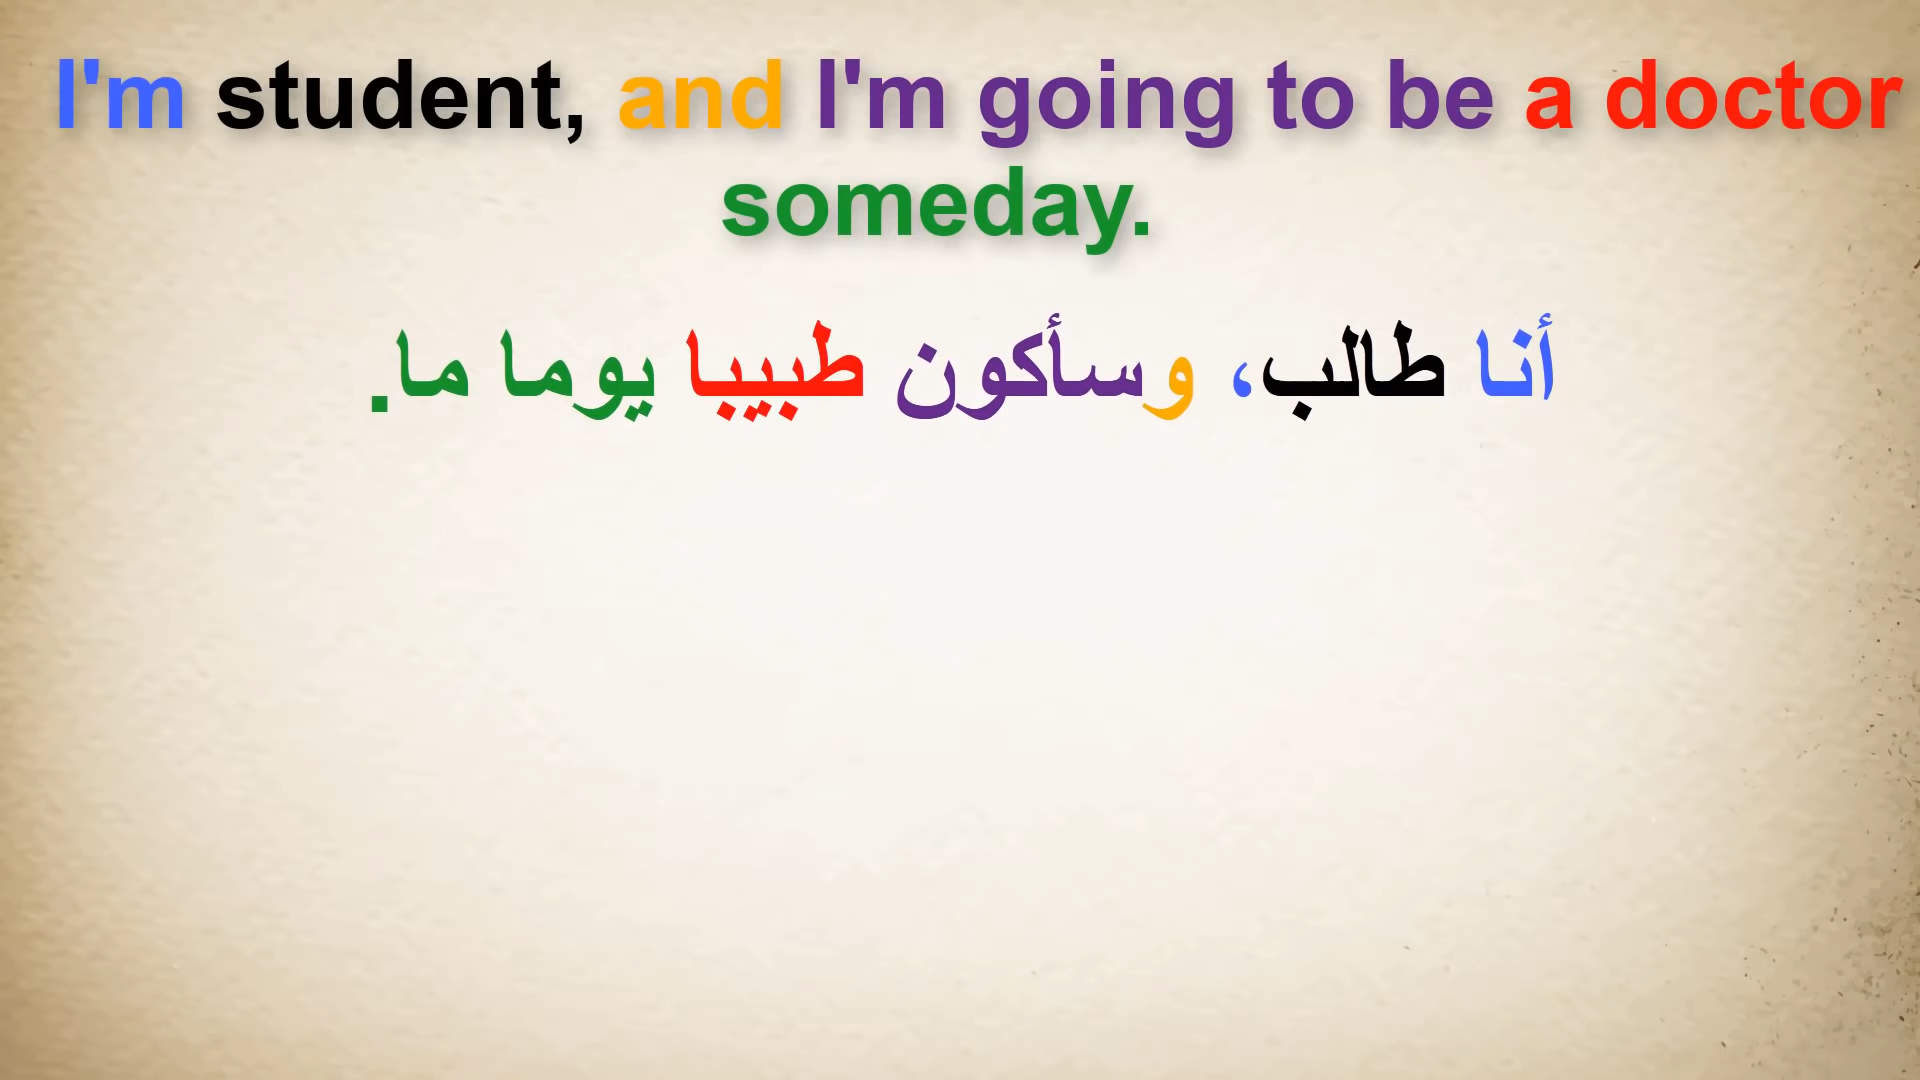 I'm student, and I'm going to be a doctor
someday.
أنا طالب، وسأكون طبيبا يوما ما.